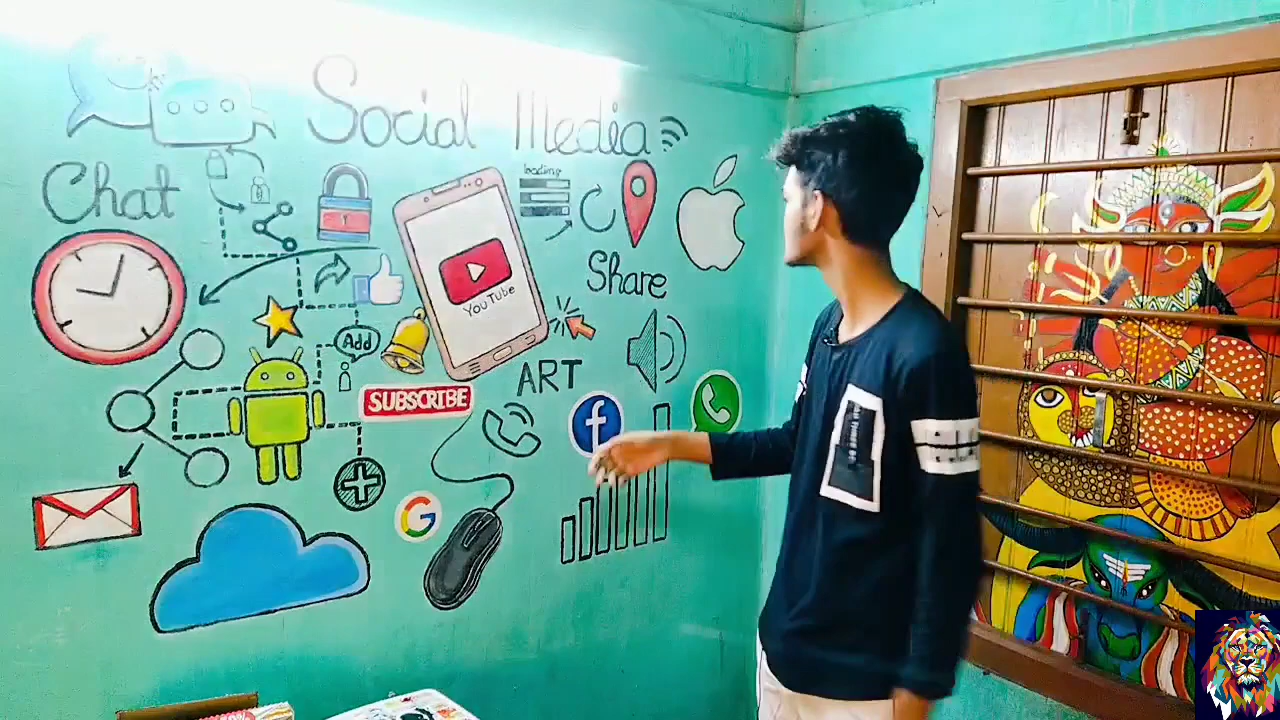 Social Media
Chat
loading
Share
YouTube
Add
ART
SUBSCRIBE
f
G